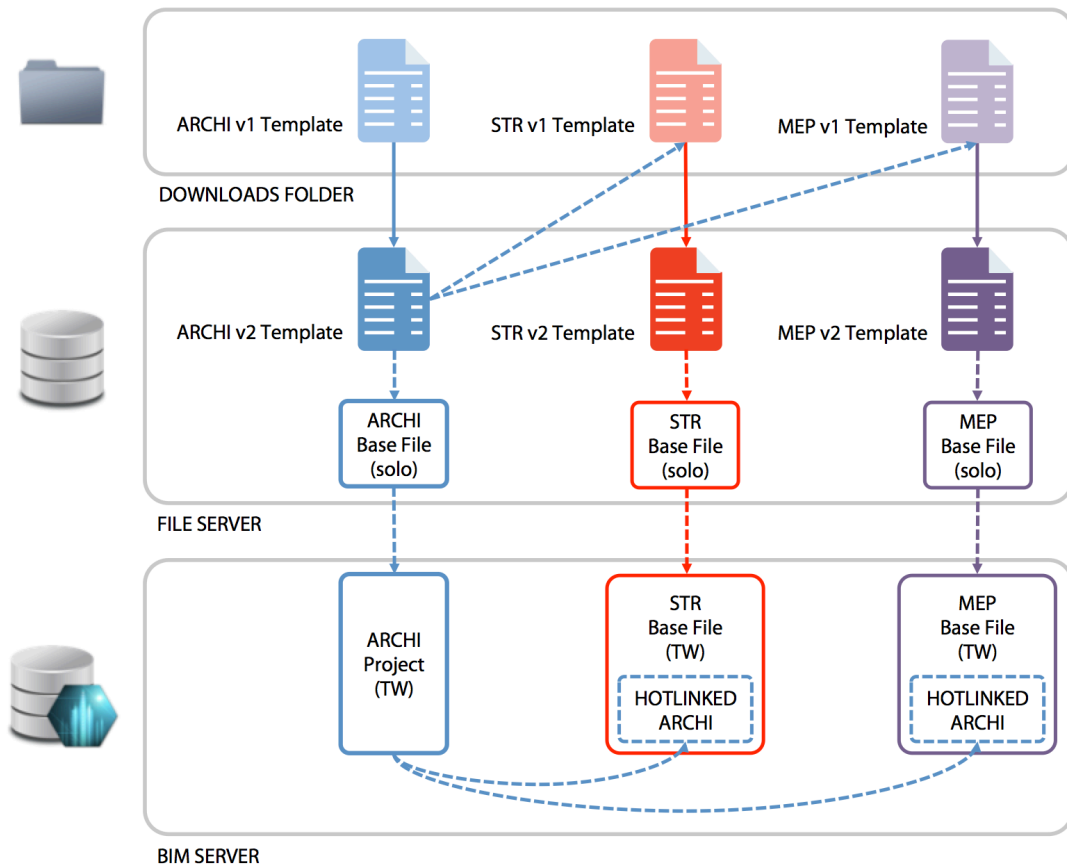 ARCHI v1 Template
STR v1 Template
MEP v1 Template
DOWNLOADS FOLDER
ARCHI v2 Template
STR v2 Template
MEP v2 Template
ARCHI
Base File
(solo)
STR
Base File
(solo)
MEP
Base File
(solo)
FILE SERVER
ARCHI
Project
(TW)
STR
Base File
(TW)
HOTLINKED
ARCHI
MEP
Base File
(TW)
HOTLINKED
ARCHI
BIM SERVER